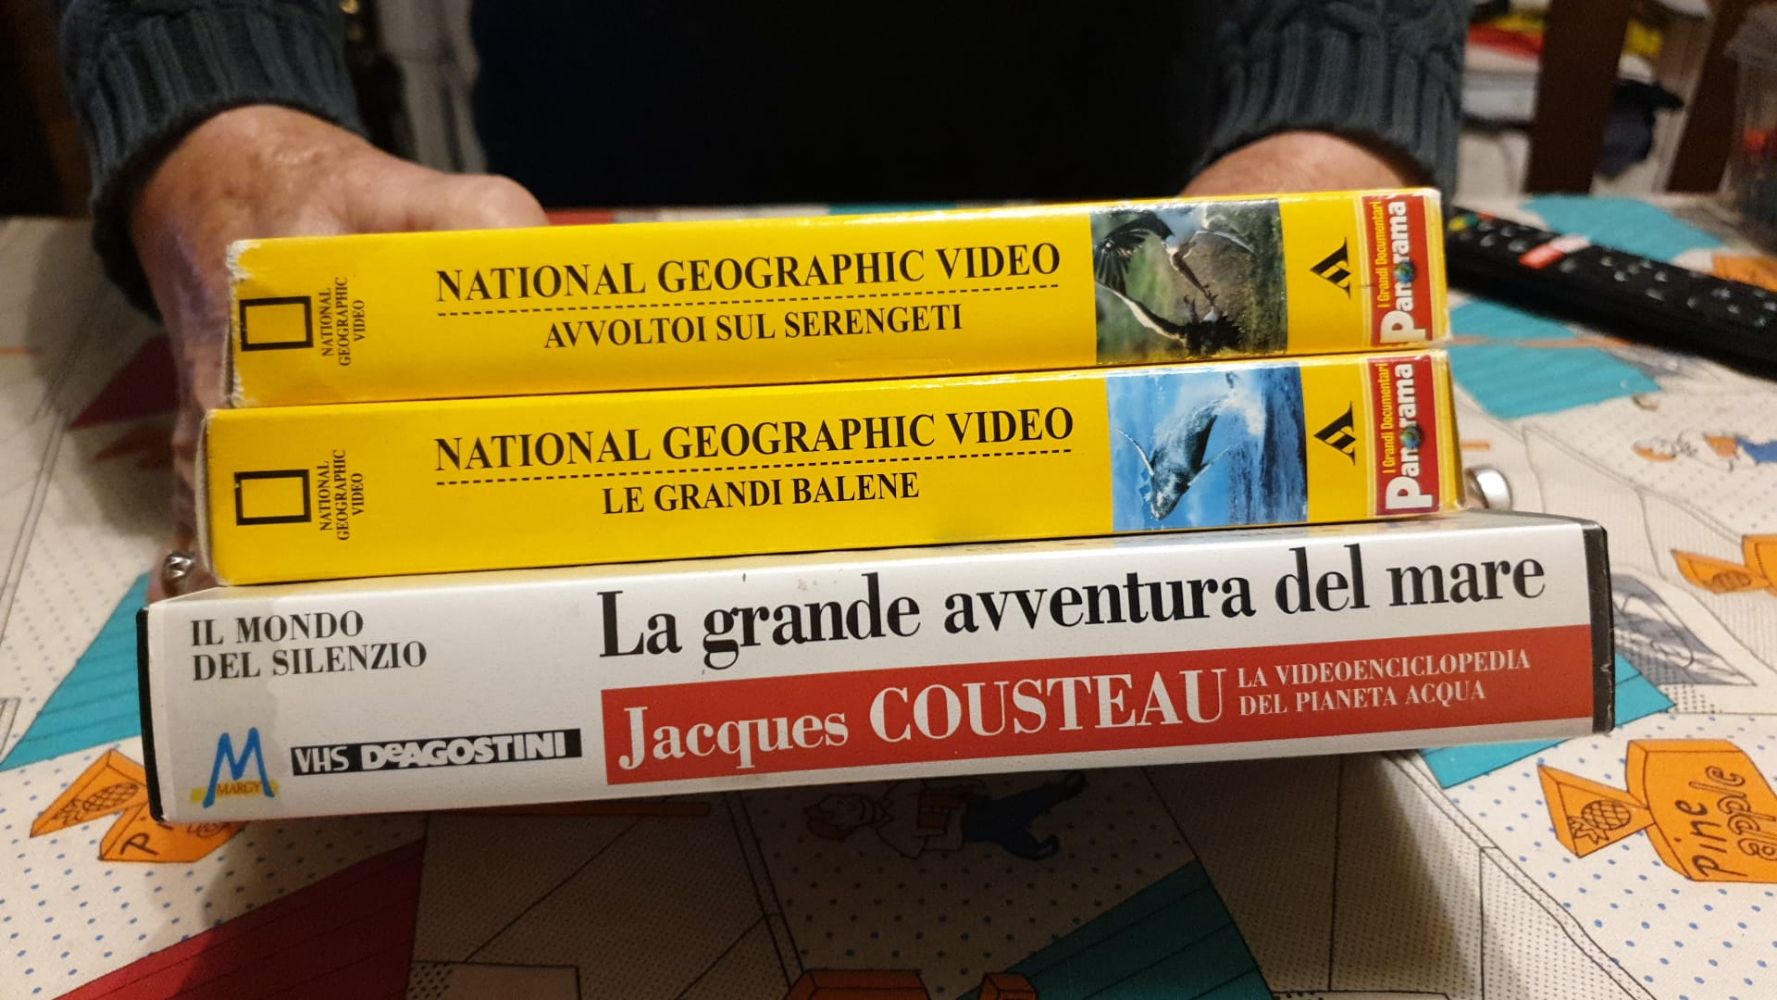 NATIONAL
GEOGRAPHIC
VIDEO
NATIONAL GEOGRAPHIC VIDEO
AVVOLTOI SUL SERENGETI
I Grandi Documentari
Panorama
NATIONAL
GEOGRAPHIC
VIDEO
NATIONAL GEOGRAPHIC VIDEO
LE GRANDI BALENE
I Grandi Documentari
Panorama
IL MONDO
DEL SILENZIO
La grande avventura del mare
MARGY
VHS DeAGOSTINI
Jacques COUSTEAU
LA VIDEOENCICLOPEDIA
DEL PIANETA ACQUA
Pine
apple